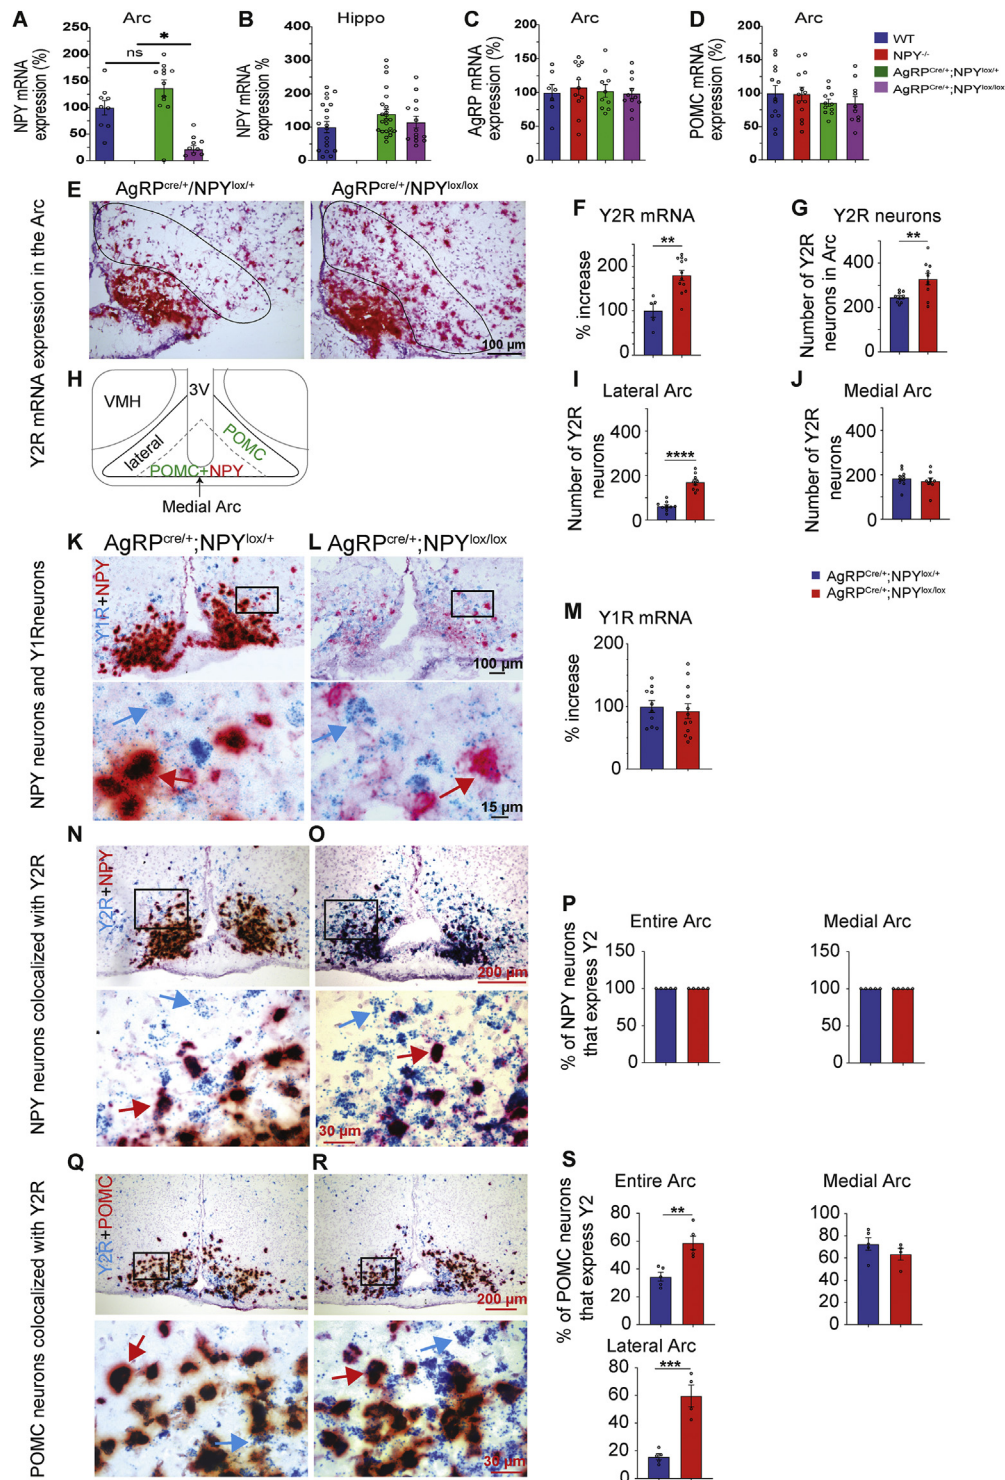 A
Arc
NPY mRNA
expression (%)
250
200
150
100
50
0
ns
*
B
Hippo
NPY mRNA
expression %
400
300
200
100
0
C
Arc
AgRP mRNA
expression (%)
200
150
100
50
0
D
Arc
POMC mRNA
expression (%)
200
150
100
50
0
WT
NPY-/-
AgRPCre/+;NPYlox/+
AgRPCre/+;NPYlox/lox
Y2R mRNA expression in the Arc
E
AgRPcre/+/NPYlox/+
AgRPcre/+/NPYlox/lox
100 µm
F
Y2R mRNA
% increase
200
150
100
50
0
**
G
Y2R neurons
Number of Y2R
neurons in Arc
400
200
0
**
H
3V
VMH
lateral
POMC
POMC+NPY
Medial Arc
I
Lateral Arc
Number of Y2R
neurons
400
200
0
****
J
Medial Arc
Number of Y2R
neurons
400
200
0
AgRPCre/+;NPYlox/+
AgRPCre/+;NPYlox/lox
NPY neurons and Y1Rneurons
K
AgRPcre/+;NPYlox/+
Y1R+NPY
L
AgRPcre/+;NPYlox/lox
100 µm
15 µm
M
Y1R mRNA
% increase
200
100
0
NPY neurons colocalized with Y2R
N
Y2R+NPY
O
200 µm
30 µm
P
Entire Arc
% of NPY neurons
that express Y2
150
100
50
0
Medial Arc
150
100
50
0
POMC neurons colocalized with Y2R
Q
Y2R+POMC
R
200 µm
30 µm
S
Entire Arc
% of POMC neurons
that express Y2
80
60
40
20
0
**
Medial Arc
100
80
60
40
20
0
Lateral Arc
80
60
40
20
0
***